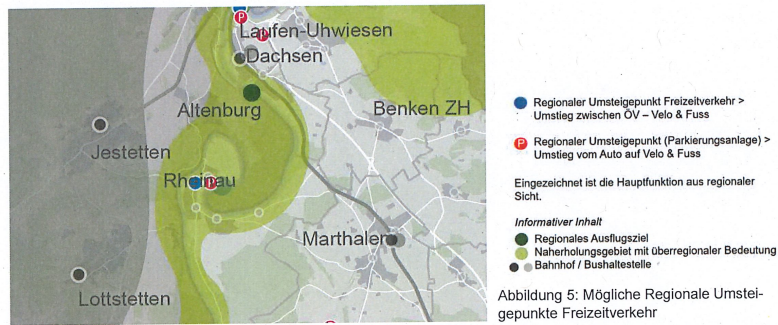 Laufen-Uhwiesen
Dachsen
Altenburg
Benken ZH
Jestetten
Rheinau
Marthalen
Lottstetten
P
P
P
Regionaler Umsteigepunkt Freizeitverkehr >
Umstieg zwischen ÖV – Velo & Fuss
P Regionaler Umsteigepunkt (Parkierungsanlage) >
Umstieg vom Auto auf Velo & Fuss
Eingezeichnet ist die Hauptfunktion aus regionaler
Sicht.
Informativer Inhalt
Regionales Ausflugsziel
Naherholungsgebiet mit überregionaler Bedeutung
Bahnhof / Bushaltestelle
Abbildung 5: Mögliche Regionale Umstei-
gepunkte Freizeitverkehr